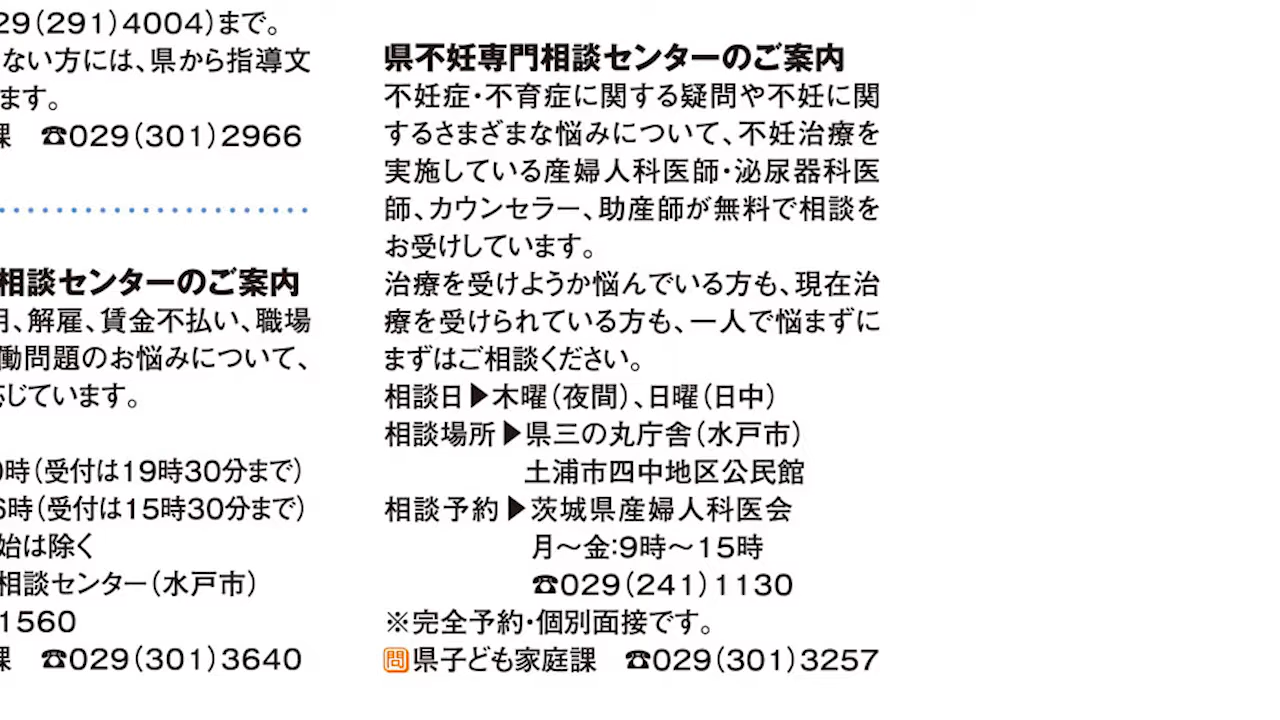 29(291)4004)まで。
ない方には、県から指導文
ます。
課 ☎029(301)2966
相談センターのご案内
、解雇、賃金不払い、職場
働問題のお悩みについて、
じています。
時(受付は19時30分まで)
6時(受付は15時30分まで)
始は除く
相談センター(水戸市)
1560
課 ☎029(301)3640
県不妊専門相談センターのご案内
不妊症・不育症に関する疑問や不妊に関
するさまざまな悩みについて、不妊治療を
実施している産婦人科医師・泌尿器科医
師、カウンセラー、助産師が無料で相談を
お受けしています。
治療を受けようか悩んでいる方も、現在治
療を受けられている方も、一人で悩まずに
まずはご相談ください。
相談日▶木曜(夜間)、日曜(日中)
相談場所▶県三の丸庁舎(水戸市)
土浦市四中地区公民館
相談予約▶茨城県産婦人科医会
月〜金:9時〜15時
☎029(241)1130
※完全予約・個別面接です。
問県子ども家庭課 ☎029(301)3257